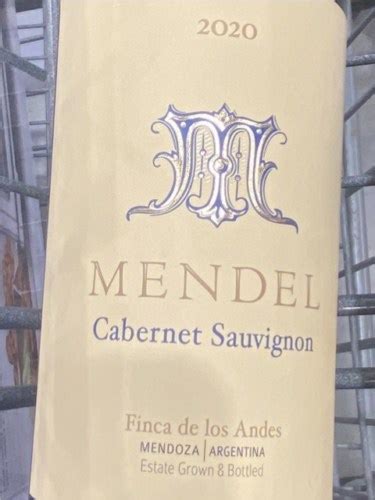 2020
M
MENDEL
Cabernet Sauvignon
Finca de los Andes
MENDOZA | ARGENTINA
Estate Grown & Bottled